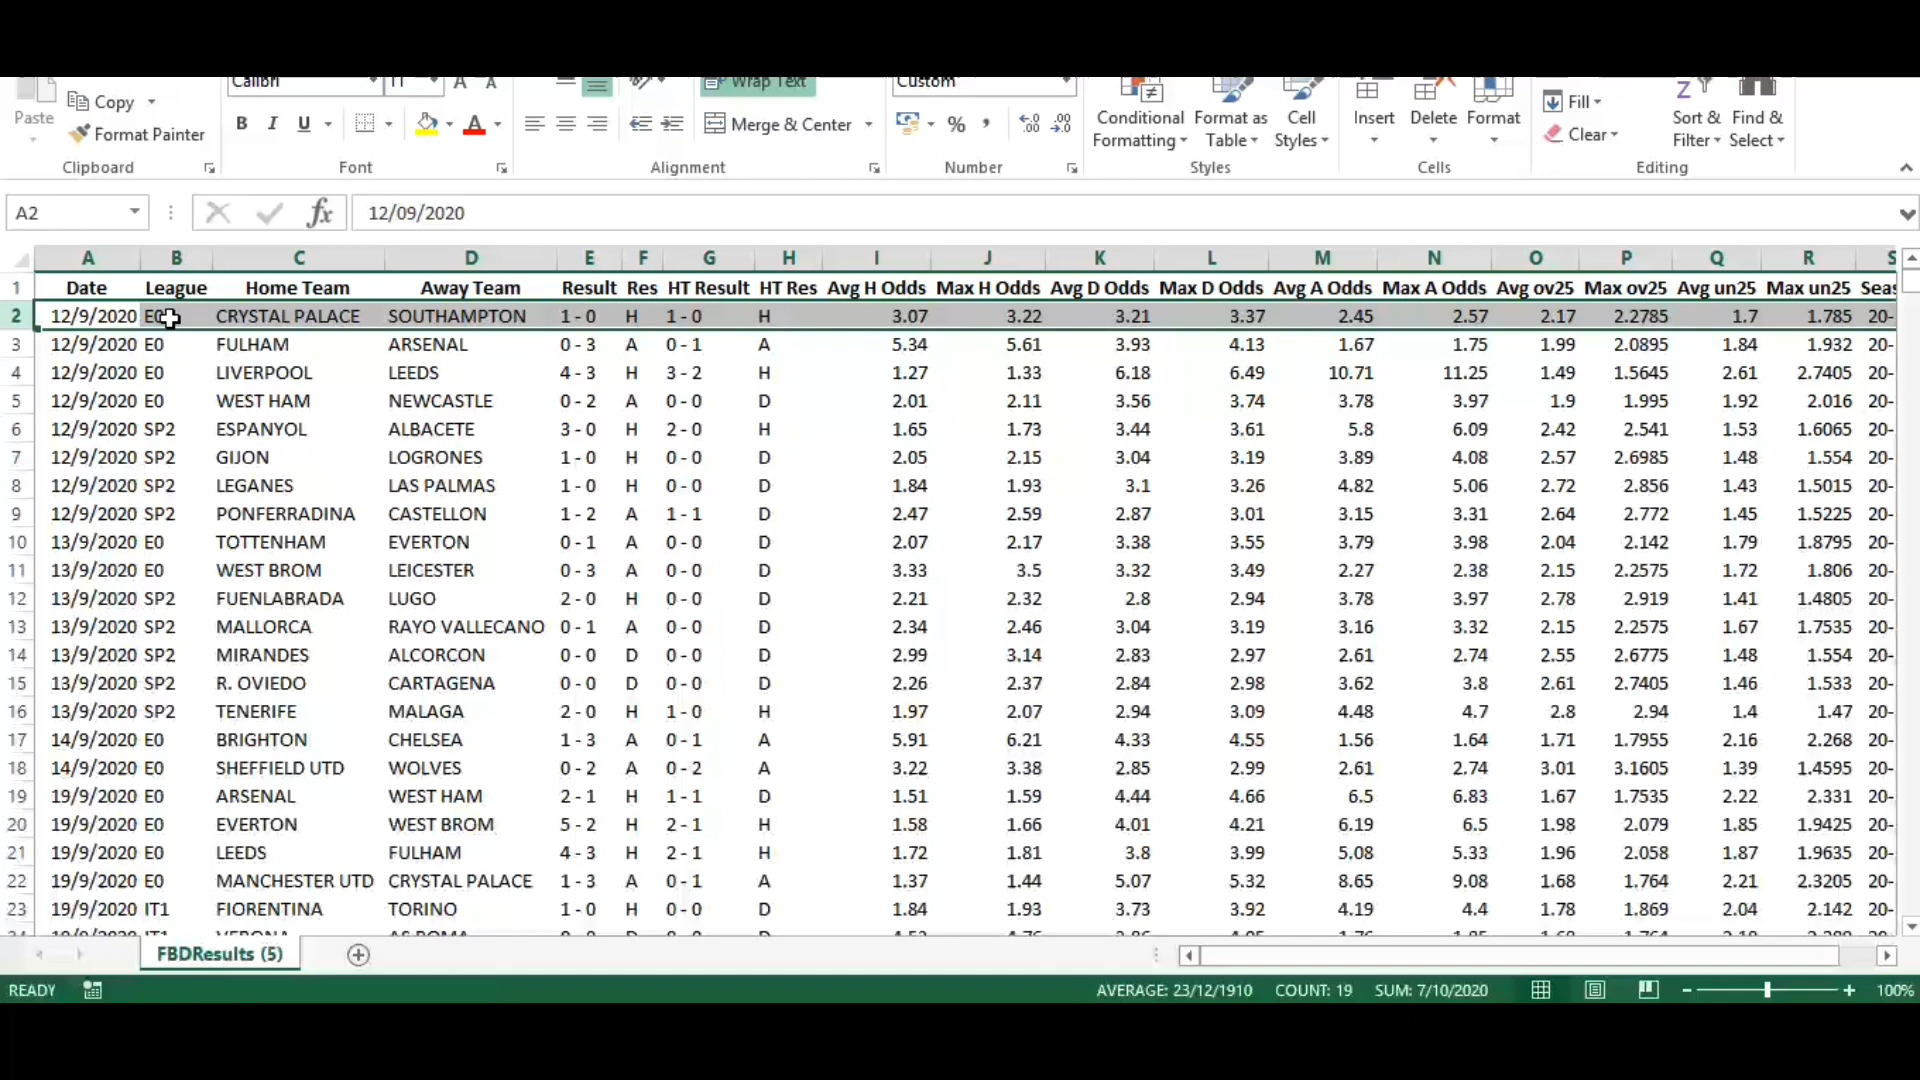 Calibri 11 A A Wrap Text Custom
Paste Copy Format Painter B I U A Merge & Center % , Conditional Formatting Format as Table Cell Styles Insert Delete Format Fill Clear Sort & Filter Find & Select
Clipboard Font Alignment Number Styles Cells Editing
A2 fx 12/09/2020
A B C D E F G H I J K L M N O P Q R S
1 Date League Home Team Away Team Result Res HT Result HT Res Avg H Odds Max H Odds Avg D Odds Max D Odds Avg A Odds Max A Odds Avg ov25 Max ov25 Avg un25 Max un25 Seas
2 12/9/2020 E0 CRYSTAL PALACE SOUTHAMPTON 1 - 0 H 1 - 0 H 3.07 3.22 3.21 3.37 2.45 2.57 2.17 2.2785 1.7 1.785 20-
3 12/9/2020 E0 FULHAM ARSENAL 0 - 3 A 0 - 1 A 5.34 5.61 3.93 4.13 1.67 1.75 1.99 2.0895 1.84 1.932 20-
4 12/9/2020 E0 LIVERPOOL LEEDS 4 - 3 H 3 - 2 H 1.27 1.33 6.18 6.49 10.71 11.25 1.49 1.5645 2.61 2.7405 20-
5 12/9/2020 E0 WEST HAM NEWCASTLE 0 - 2 A 0 - 0 D 2.01 2.11 3.56 3.74 3.78 3.97 1.9 1.995 1.92 2.016 20-
6 12/9/2020 SP2 ESPANYOL ALBACETE 3 - 0 H 2 - 0 H 1.65 1.73 3.44 3.61 5.8 6.09 2.42 2.541 1.53 1.6065 20-
7 12/9/2020 SP2 GIJON LOGRONES 1 - 0 H 0 - 0 D 2.05 2.15 3.04 3.19 3.89 4.08 2.57 2.6985 1.48 1.554 20-
8 12/9/2020 SP2 LEGANES LAS PALMAS 1 - 0 H 0 - 0 D 1.84 1.93 3.1 3.26 4.82 5.06 2.72 2.856 1.43 1.5015 20-
9 12/9/2020 SP2 PONFERRADINA CASTELLON 1 - 2 A 1 - 1 D 2.47 2.59 2.87 3.01 3.15 3.31 2.64 2.772 1.45 1.5225 20-
10 13/9/2020 E0 TOTTENHAM EVERTON 0 - 1 A 0 - 0 D 2.07 2.17 3.38 3.55 3.79 3.98 2.04 2.142 1.79 1.8795 20-
11 13/9/2020 E0 WEST BROM LEICESTER 0 - 3 A 0 - 0 D 3.33 3.5 3.32 3.49 2.27 2.38 2.15 2.2575 1.72 1.806 20-
12 13/9/2020 SP2 FUENLABRADA LUGO 2 - 0 H 0 - 0 D 2.21 2.32 2.8 2.94 3.78 3.97 2.78 2.919 1.41 1.4805 20-
13 13/9/2020 SP2 MALLORCA RAYO VALLECANO 0 - 1 A 0 - 0 D 2.34 2.46 3.04 3.19 3.16 3.32 2.15 2.2575 1.67 1.7535 20-
14 13/9/2020 SP2 MIRANDES ALCORCON 0 - 0 D 0 - 0 D 2.99 3.14 2.83 2.97 2.61 2.74 2.55 2.6775 1.48 1.554 20-
15 13/9/2020 SP2 R. OVIEDO CARTAGENA 0 - 0 D 0 - 0 D 2.26 2.37 2.84 2.98 3.62 3.8 2.61 2.7405 1.46 1.533 20-
16 13/9/2020 SP2 TENERIFE MALAGA 2 - 0 H 1 - 0 H 1.97 2.07 2.94 3.09 4.48 4.7 2.8 2.94 1.4 1.47 20-
17 14/9/2020 E0 BRIGHTON CHELSEA 1 - 3 A 0 - 1 A 5.91 6.21 4.33 4.55 1.56 1.64 1.71 1.7955 2.16 2.268 20-
18 14/9/2020 E0 SHEFFIELD UTD WOLVES 0 - 2 A 0 - 2 A 3.22 3.38 2.85 2.99 2.61 2.74 3.01 3.1605 1.39 1.4595 20-
19 19/9/2020 E0 ARSENAL WEST HAM 2 - 1 H 1 - 1 D 1.51 1.59 4.44 4.66 6.5 6.83 1.67 1.7535 2.22 2.331 20-
20 19/9/2020 E0 EVERTON WEST BROM 5 - 2 H 2 - 1 H 1.58 1.66 4.01 4.21 6.19 6.5 1.98 2.079 1.85 1.9425 20-
21 19/9/2020 E0 LEEDS FULHAM 4 - 3 H 2 - 1 H 1.72 1.81 3.8 3.99 5.08 5.33 1.96 2.058 1.87 1.9635 20-
22 19/9/2020 E0 MANCHESTER UTD CRYSTAL PALACE 1 - 3 A 0 - 1 A 1.37 1.44 5.07 5.32 8.65 9.08 1.68 1.764 2.21 2.3205 20-
23 19/9/2020 IT1 FIORENTINA TORINO 1 - 0 H 0 - 0 D 1.84 1.93 3.73 3.92 4.19 4.4 1.78 1.869 2.04 2.142 20-
FBDResults (5)
READY AVERAGE: 23/12/1910 COUNT: 19 SUM: 7/10/2020 100%